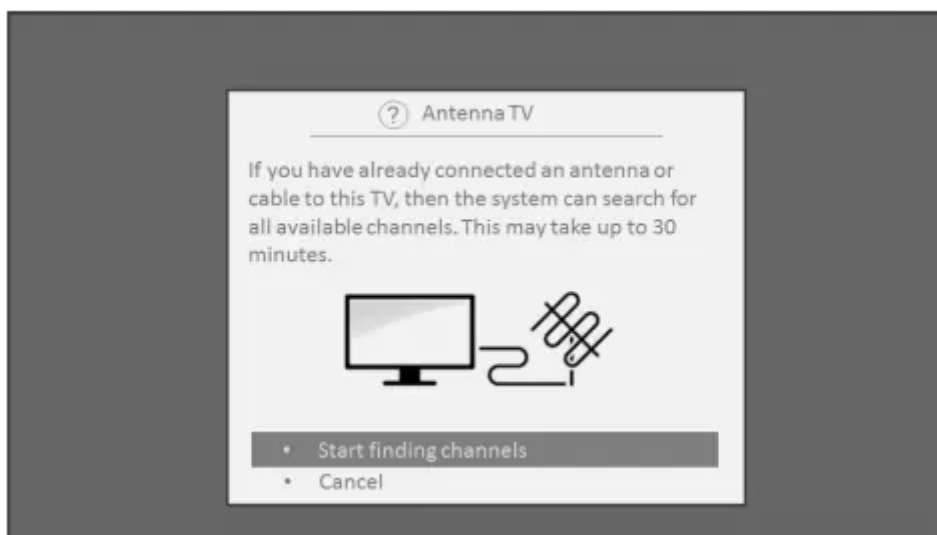 ? Antenna TV
If you have already connected an antenna or
cable to this TV, then the system can search for
all available channels. This may take up to 30
minutes.
• Start finding channels
• Cancel